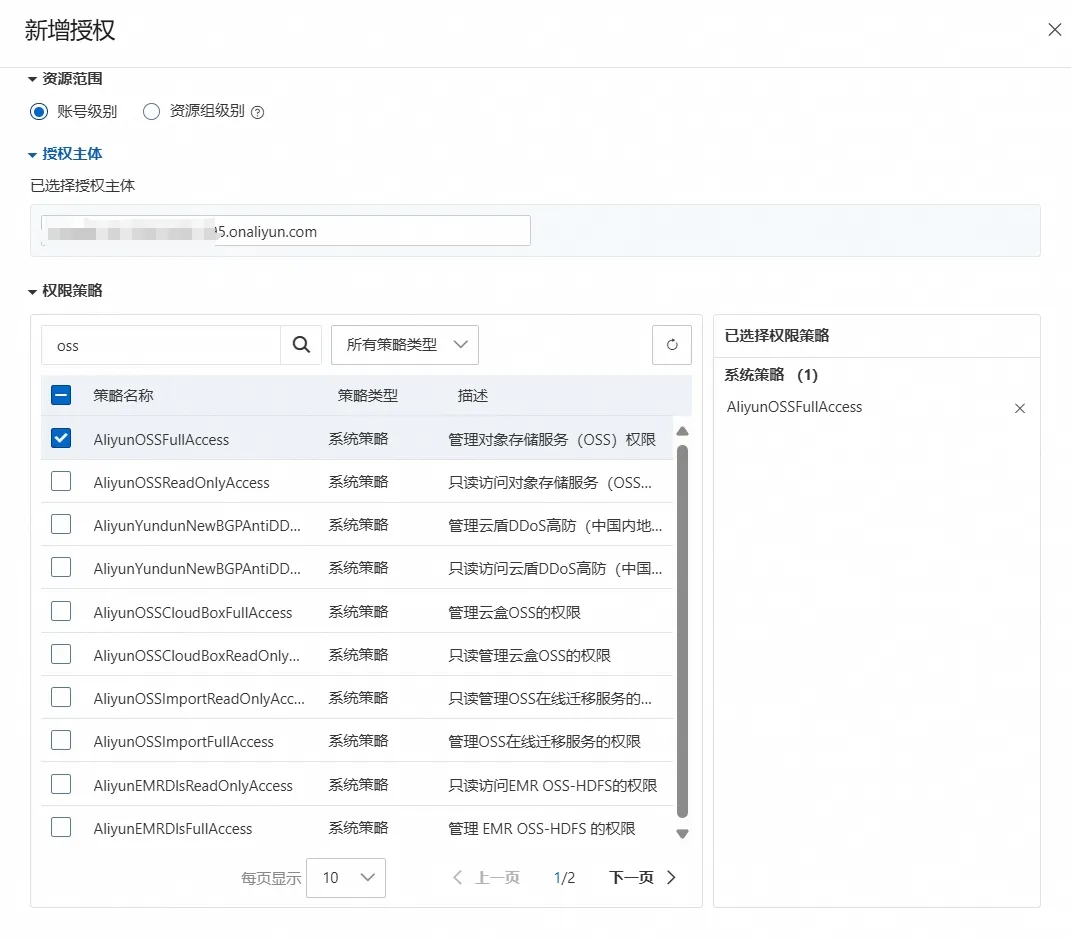 新增授权
资源范围
账号级别 资源组级别
授权主体
已选择授权主体
5.onaliyun.com
权限策略
oss 所有策略类型
策略名称 策略类型 描述
AliyunOSSFullAccess 系统策略 管理对象存储服务（OSS）权限
AliyunOSSReadOnlyAccess 系统策略 只读访问对象存储服务（OSS...
AliyunYundunNewBGPAntiDD... 系统策略 管理云盾DDoS高防（中国内地...
AliyunYundunNewBGPAntiDD... 系统策略 只读访问云盾DDoS高防（中国...
AliyunOSSCloudBoxFullAccess 系统策略 管理云盒OSS的权限
AliyunOSSCloudBoxReadOnly... 系统策略 只读管理云盒OSS的权限
AliyunOSSImportReadOnlyAcc... 系统策略 只读管理OSS在线迁移服务的...
AliyunOSSImportFullAccess 系统策略 管理OSS在线迁移服务的权限
AliyunEMRDlsReadOnlyAccess 系统策略 只读访问EMR OSS-HDFS的权限
AliyunEMRDlsFullAccess 系统策略 管理 EMR OSS-HDFS 的权限
每页显示 10 上一页 1/2 下一页
已选择权限策略
系统策略 (1)
AliyunOSSFullAccess